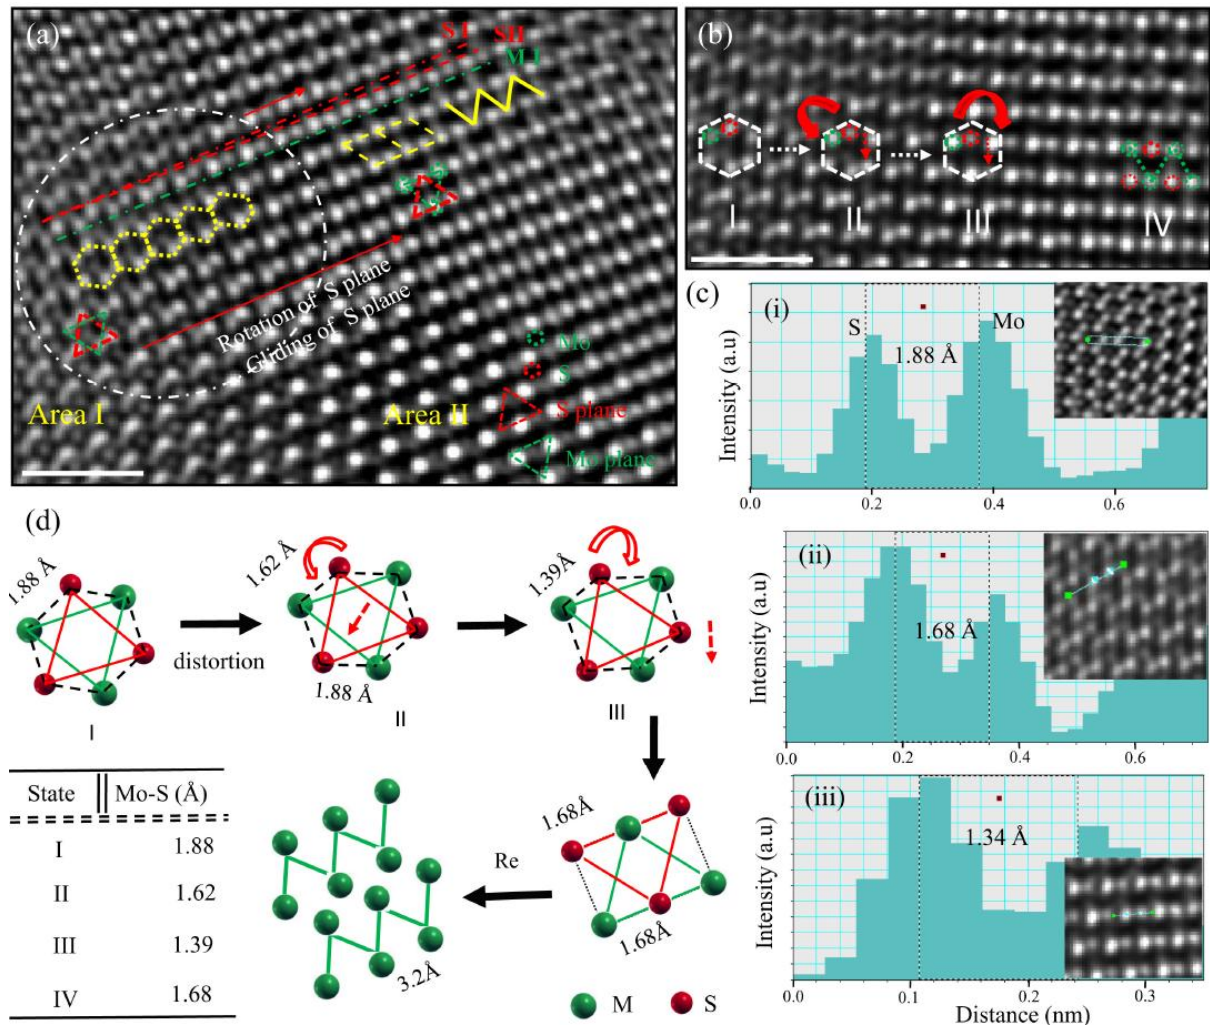 (a)
S I
SII
M I
Rotation of S plane
Gliding of S plane
Mo
S
S plane
Mo plane
Area I
Area II
(b)
I
II
III
IV
(c)
(i)
S
Mo
1.88 Å
Intensity (a.u)
0.0
0.2
0.4
0.6
(ii)
1.68 Å
Intensity (a.u)
0.0
0.2
0.4
0.6
(iii)
1.34 Å
Intensity (a.u)
0.0
0.1
0.2
0.3
Distance (nm)
(d)
1.88 Å
I
distortion
1.62 Å
1.88 Å
II
1.39Å
III
1.68Å
1.68Å
Re
3.2Å
M
S
State Mo-S (Å)
I 1.88
II 1.62
III 1.39
IV 1.68